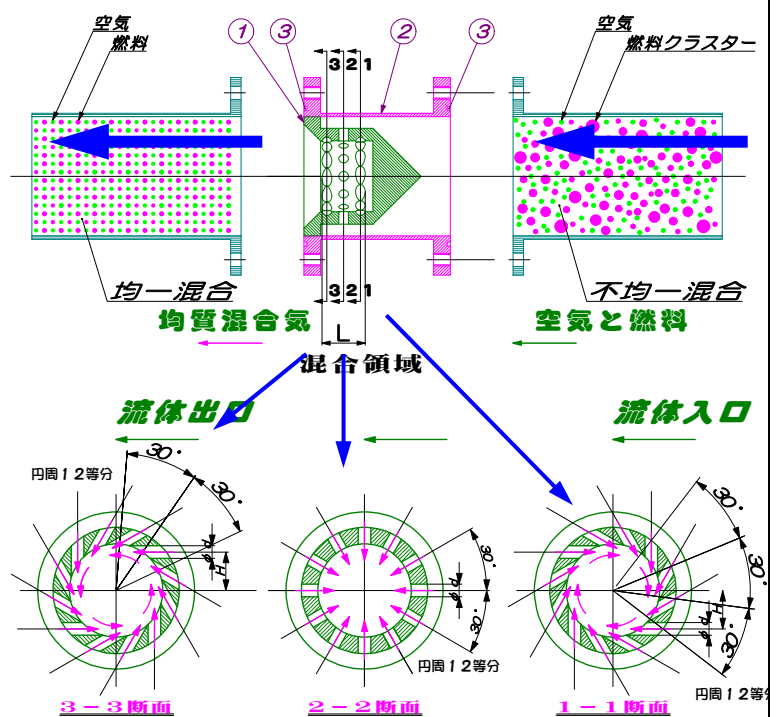 空気
燃料
1
3
2
3
空気
燃料クラスター
3 2 1
均一混合
3 2 1
不均一混合
均質混合気
空気と燃料
L
混合領域
流体出口
流体入口
30°
30°
円周12等分
H
φd
30°
φd
30°
円周12等分
30°
30°
H
φd
30°
円周12等分
3－3断面
2－2断面
1－1断面